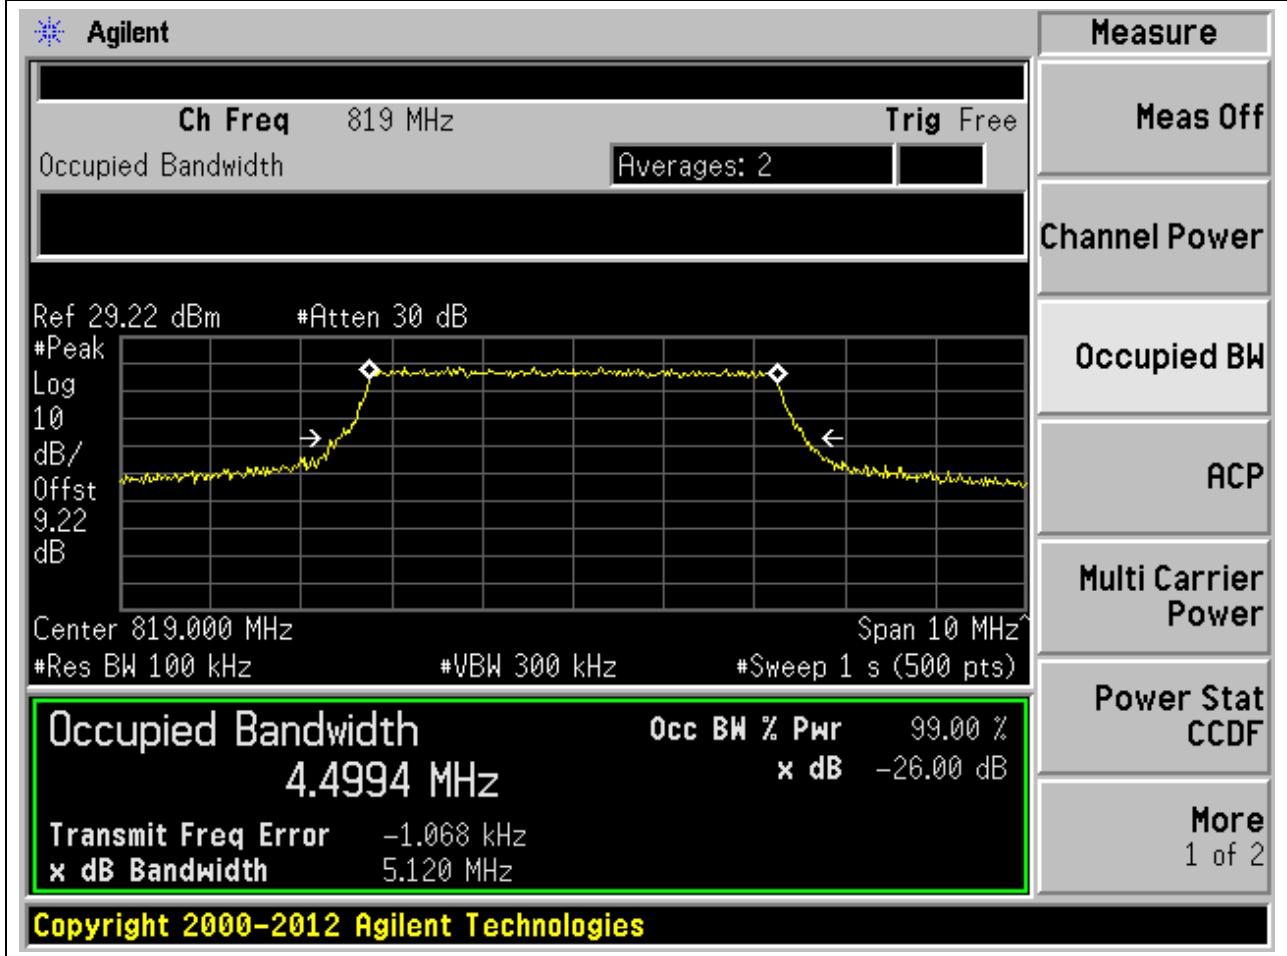 Agilent
Measure
Ch Freq 819 MHz Trig Free
Occupied Bandwidth Averages: 2
Ref 29.22 dBm #Atten 30 dB
#Peak
Log
10
dB/
Offst
9.22
dB
Center 819.000 MHz Span 10 MHz^
#Res BW 100 kHz #VBW 300 kHz #Sweep 1 s (500 pts)
Occupied Bandwidth
4.4994 MHz
Occ BW % Pwr 99.00 %
x dB -26.00 dB
Transmit Freq Error -1.068 kHz
x dB Bandwidth 5.120 MHz
Meas Off
Channel Power
Occupied BW
ACP
Multi Carrier
Power
Power Stat
CCDF
More
1 of 2
Copyright 2000-2012 Agilent Technologies